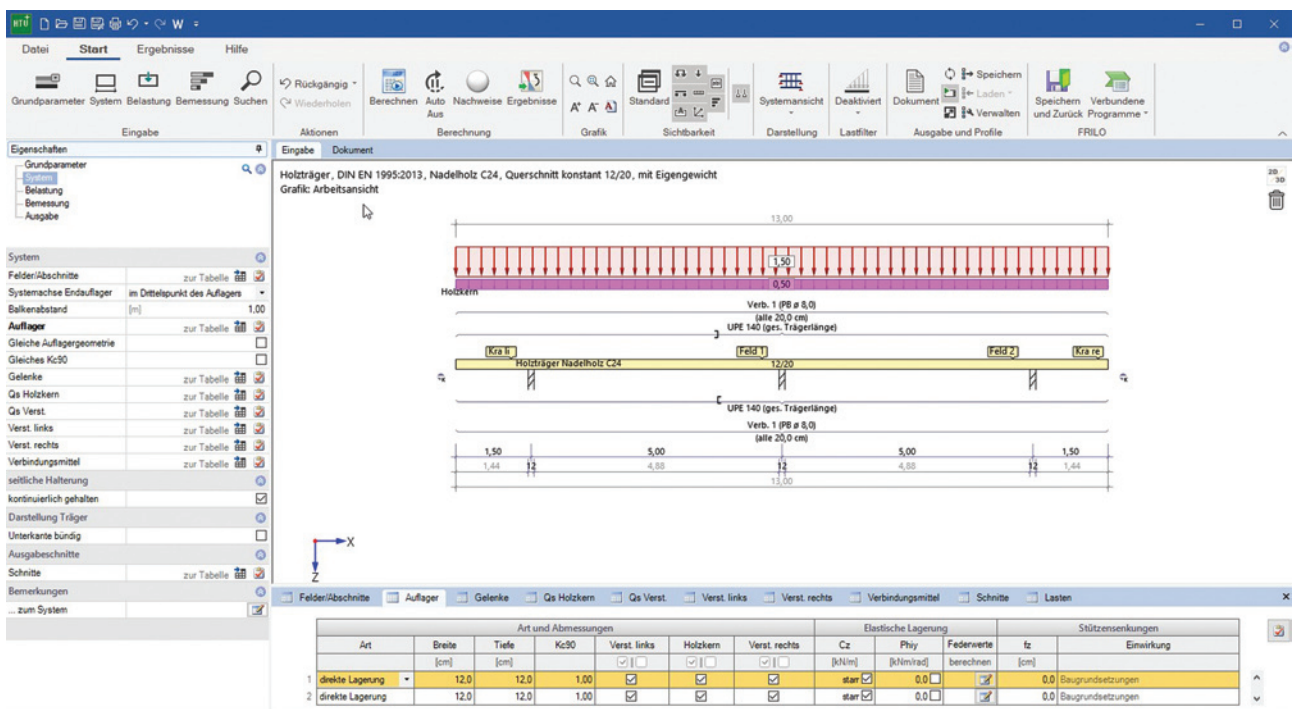 HTO+ W
Datei Start Ergebnisse Hilfe
Grundparameter System Belastung Bemessung Suchen
Eingabe
Rückgängig
Wiederholen
Aktionen
Berechnen Auto Aus Nachweise Ergebnisse
Berechnung
A+ A- A
Grafik
Standard
Sichtbarkeit
Systemansicht
Darstellung
Deaktiviert
Lastfilter
Dokument
Speichern
Laden
Verwalten
Ausgabe und Profile
Speichern und Zurück
Verbundene Programme
FRILO
Eigenschaften
Grundparameter
System
Belastung
Bemessung
Ausgabe
System
Felder/Abschnitte zur Tabelle
Systemachse Endauflager im Drittelspunkt des Auflagers
Balkenabstand [m] 1,00
Auflager zur Tabelle
Gleiche Auflagergeometrie
Gleiches Kc90
Gelenke zur Tabelle
Qs Holzkern zur Tabelle
Qs Verst. zur Tabelle
Verst. links zur Tabelle
Verst. rechts zur Tabelle
Verbindungsmittel zur Tabelle
seitliche Halterung
kontinuierlich gehalten
Darstellung Träger
Unterkante bündig
Ausgabeschnitte
Schnitte zur Tabelle
Bemerkungen
... zum System
Eingabe Dokument
Holzträger, DIN EN 1995:2013, Nadelholz C24, Querschnitt konstant 12/20, mit Eigengewicht
Grafik: Arbeitsansicht
2D
3D
13,00
1,50
0,50
Holzkern
Verb. 1 (PB ø 8,0)
(alle 20,0 cm)
UPE 140 (ges. Trägerlänge)
Kra li Feld 1 Feld 2 Kra re
Holzträger Nadelholz C24 12/20
UPE 140 (ges. Trägerlänge)
Verb. 1 (PB ø 8,0)
(alle 20,0 cm)
1,50 5,00 5,00 1,50
1,44 12 4,88 12 4,88 12 1,44
13,00
X
Z
Felder/Abschnitte Auflager Gelenke Qs Holzkern Qs Verst. Verst. links Verst. rechts Verbindungsmittel Schnitte Lasten
Art und Abmessungen Elastische Lagerung Stützensenkungen
Art Breite Tiefe Kc90 Verst. links Holzkern Verst. rechts Cz Phiy Federwerte fz Einwirkung
[cm] [cm] [kN/m] [kNm/rad] berechnen [cm]
1 direkte Lagerung 12,0 12,0 1,00 starr 0,0 0,0 Baugrundsetzungen
2 direkte Lagerung 12,0 12,0 1,00 starr 0,0 0,0 Baugrundsetzungen